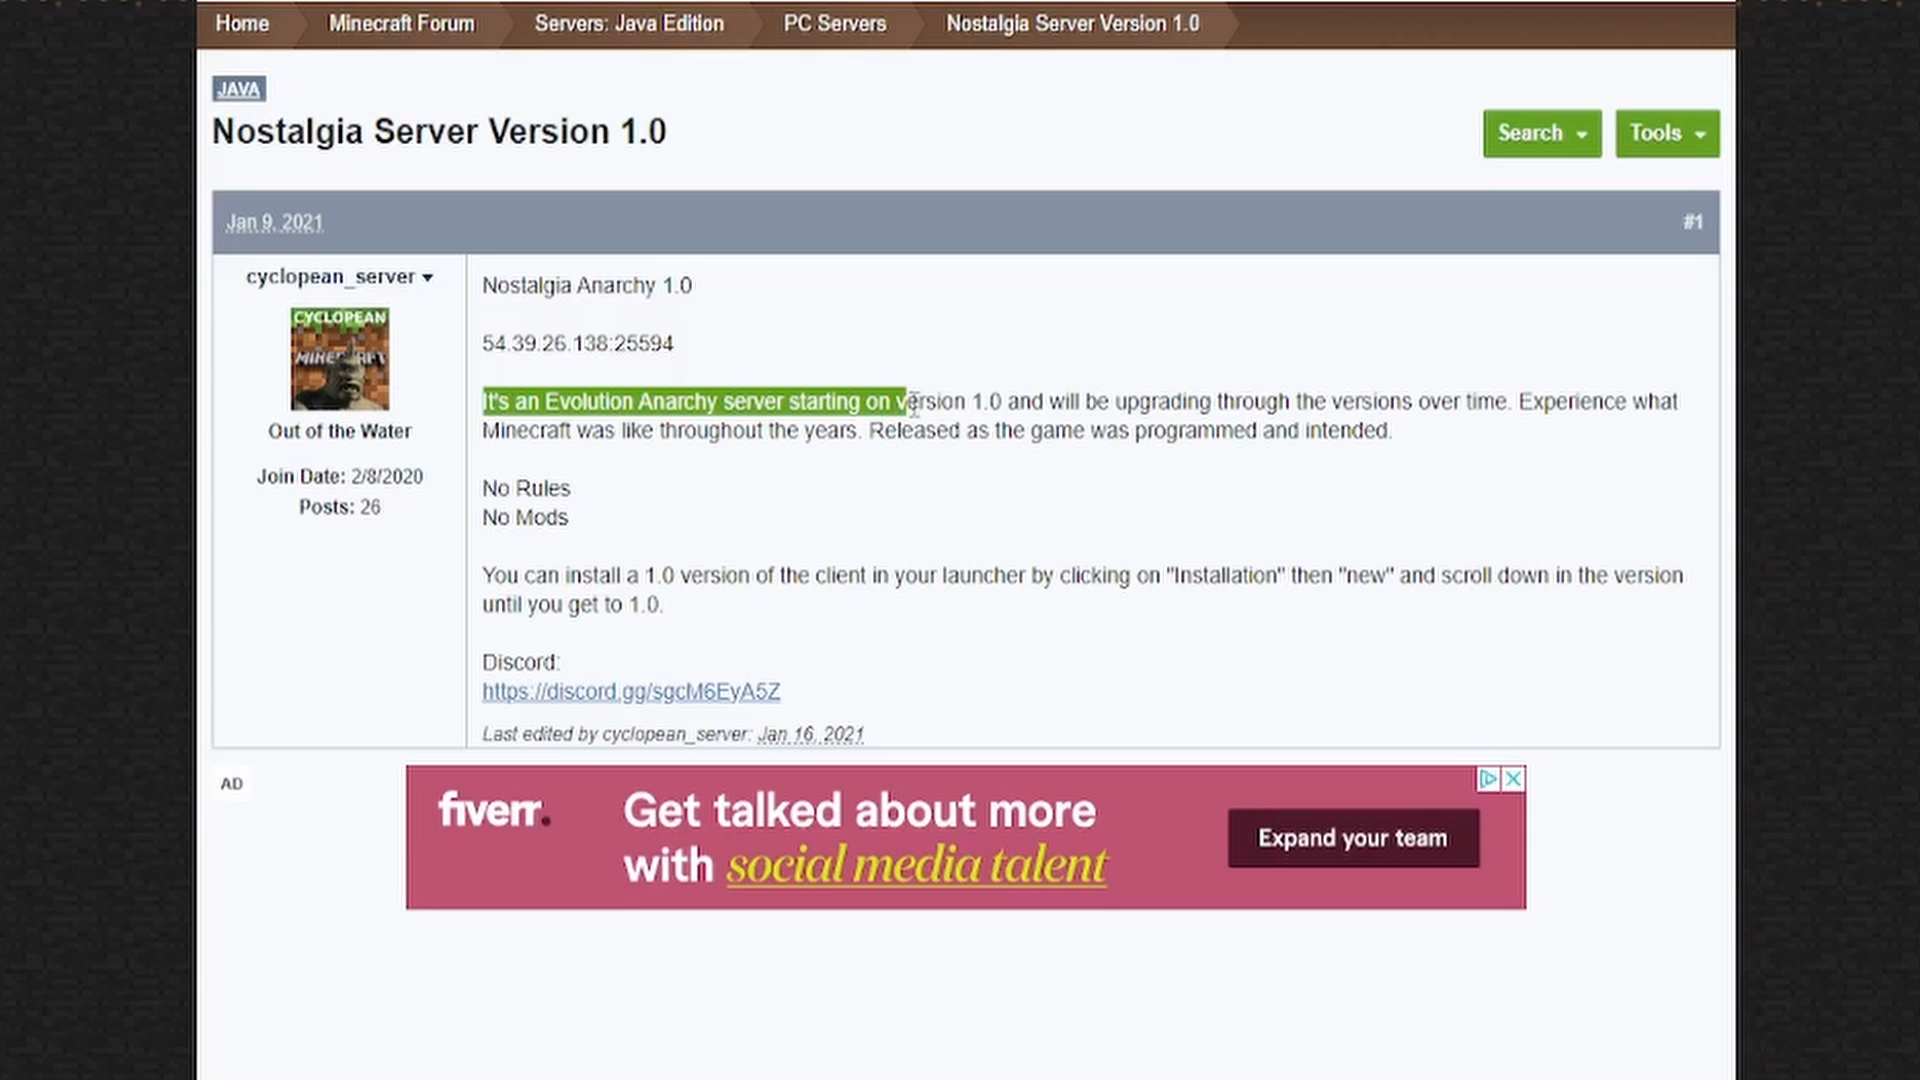 Home Minecraft Forum Servers: Java Edition PC Servers Nostalgia Server Version 1.0
JAVA
Nostalgia Server Version 1.0
Search Tools
Jan 9, 2021 #1
cyclopean_server
CYCLOPEAN
MINECRAFT
Out of the Water
Join Date: 2/8/2020
Posts: 26
Nostalgia Anarchy 1.0
54.39.26.138:25594
It's an Evolution Anarchy server starting on version 1.0 and will be upgrading through the versions over time. Experience what
Minecraft was like throughout the years. Released as the game was programmed and intended.
No Rules
No Mods
You can install a 1.0 version of the client in your launcher by clicking on "Installation" then "new" and scroll down in the version
until you get to 1.0.
Discord:
https://discord.gg/sgcM6EyA5Z
Last edited by cyclopean_server: Jan 16, 2021
AD
fiverr.
Get talked about more
with social media talent
Expand your team